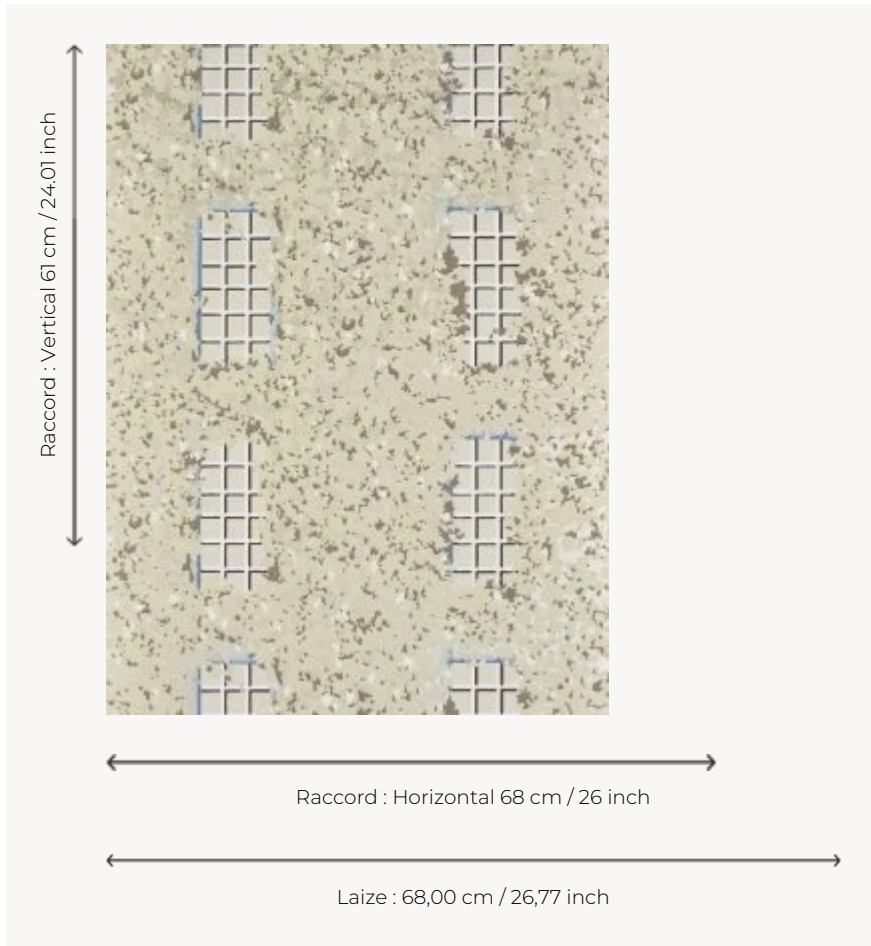 Raccord : Vertical 61 cm / 24.01 inch
Raccord : Horizontal 68 cm / 26 inch
Laize : 68,00 cm / 26,77 inch